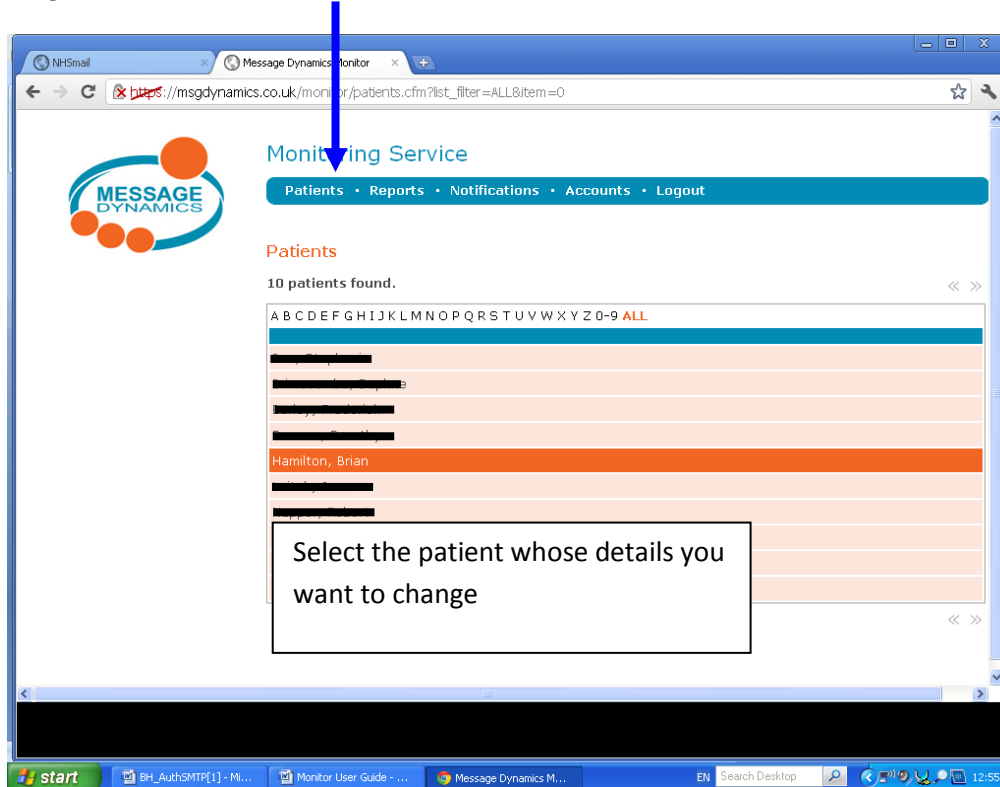 NHSmail
Message Dynamics Monitor
https://msgdynamics.co.uk/monitor/patients.cfm?list_filter=ALL&item=0
MESSAGE
DYNAMICS
Monitoring Service
Patients • Reports • Notifications • Accounts • Logout
Patients
10 patients found.
A B C D E F G H I J K L M N O P Q R S T U V W X Y Z 0-9 ALL
Hamilton, Brian
Select the patient whose details you
want to change
start
BH_AuthSMTP[1] - Mi...
Monitor User Guide - ...
Message Dynamics M...
EN
Search Desktop
12:55